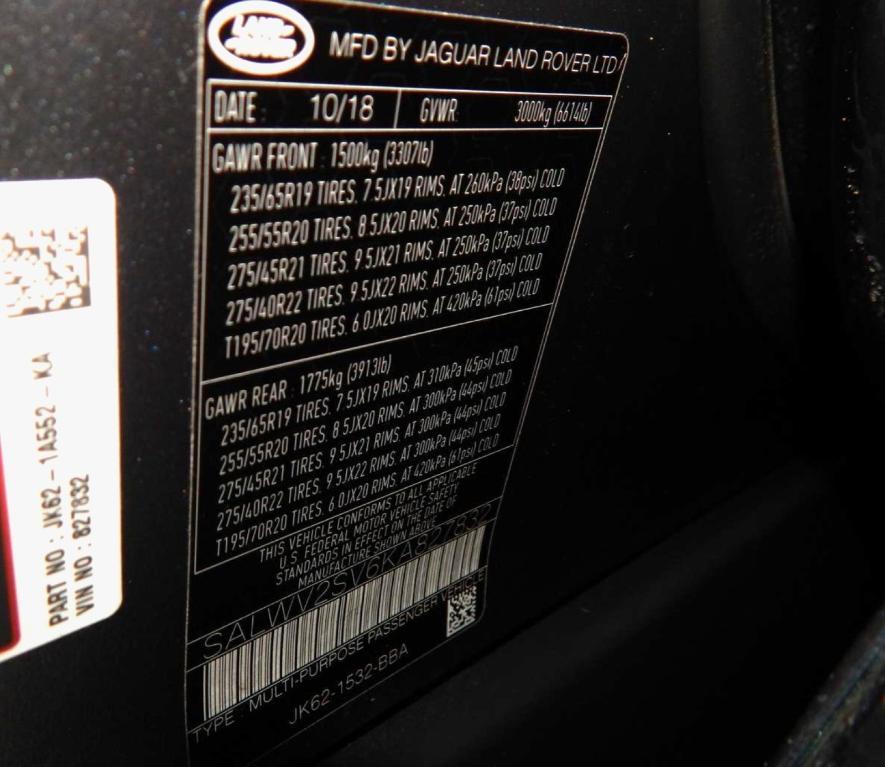 LAND-
-ROVER
MFD BY JAGUAR LAND ROVER LTD
DATE : 10/18 GVWR 3000kg (6614lb)
GAWR FRONT : 1500kg (3307lb)
235/65R19 TIRES, 7.5JX19 RIMS, AT 260kPa (38psi) COLD
255/55R20 TIRES, 8.5JX20 RIMS, AT 250kPa (37psi) COLD
275/45R21 TIRES, 9.5JX21 RIMS, AT 250kPa (37psi) COLD
275/40R22 TIRES, 9.5JX22 RIMS, AT 250kPa (37psi) COLD
T195/70R20 TIRES, 6.0JX20 RIMS, AT 420kPa (61psi) COLD
GAWR REAR : 1775kg (3913lb)
235/65R19 TIRES, 7.5JX19 RIMS, AT 310kPa (45psi) COLD
255/55R20 TIRES, 8.5JX20 RIMS, AT 300kPa (44psi) COLD
275/45R21 TIRES, 9.5JX21 RIMS, AT 300kPa (44psi) COLD
275/40R22 TIRES, 9.5JX22 RIMS, AT 300kPa (44psi) COLD
T195/70R20 TIRES, 6.0JX20 RIMS, AT 420kPa (61psi) COLD
THIS VEHICLE CONFORMS TO ALL APPLICABLE
U.S. FEDERAL MOTOR VEHICLE SAFETY
STANDARDS IN EFFECT ON THE DATE OF
MANUFACTURE SHOWN ABOVE
SALWV2SV6KA827832
TYPE : MULTI-PURPOSE PASSENGER VEHICLE
JK62-1532-BBA
PART NO : JK62-1A552-KA
VIN NO : 827832